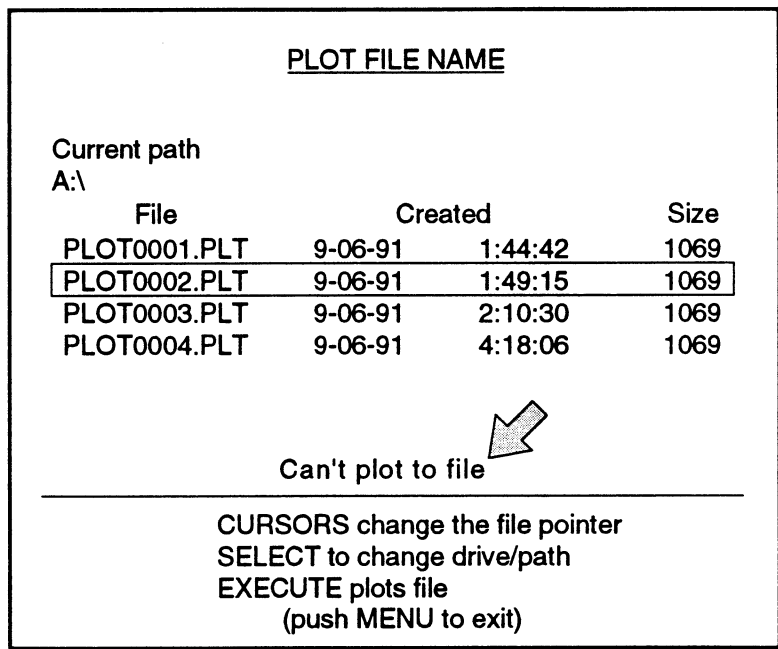 PLOT FILE NAME
Current path
A:\
File Created Size
PLOT0001.PLT 9-06-91 1:44:42 1069
PLOT0002.PLT 9-06-91 1:49:15 1069
PLOT0003.PLT 9-06-91 2:10:30 1069
PLOT0004.PLT 9-06-91 4:18:06 1069
Can't plot to file
CURSORS change the file pointer
SELECT to change drive/path
EXECUTE plots file
(push MENU to exit)